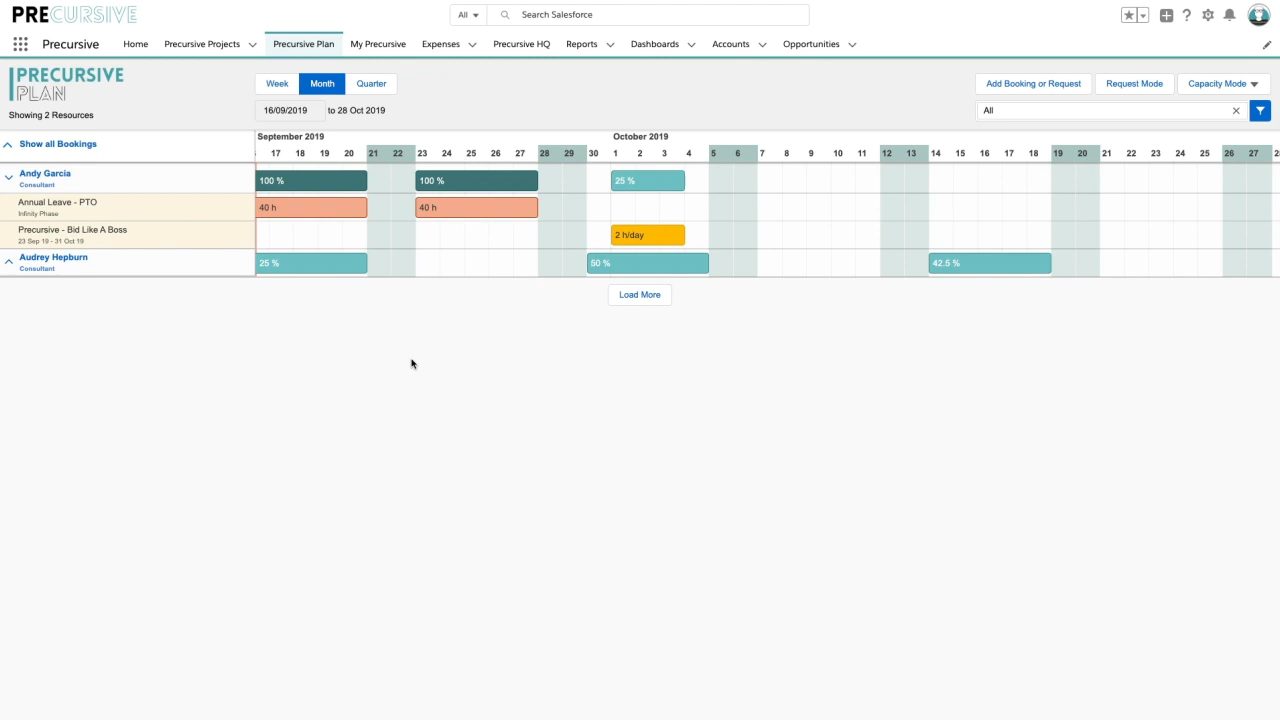 PRECURSIVE
All
Search Salesforce
Precursive
Home
Precursive Projects
Precursive Plan
My Precursive
Expenses
Precursive HQ
Reports
Dashboards
Accounts
Opportunities
PRECURSIVE
PLAN
Showing 2 Resources
Week
Month
Quarter
16/09/2019
to 28 Oct 2019
Add Booking or Request
Request Mode
Capacity Mode
All
Show all Bookings
September 2019
October 2019
17 18 19 20 21 22 23 24 25 26 27 28 29 30 1 2 3 4 5 6 7 8 9 10 11 12 13 14 15 16 17 18 19 20 21 22 23 24 25 26 27
Andy Garcia
Consultant
100 %
100 %
25 %
Annual Leave - PTO
Infinity Phase
40 h
40 h
Precursive - Bid Like A Boss
23 Sep 19 - 31 Oct 19
2 h/day
Audrey Hepburn
Consultant
25 %
50 %
42.5 %
Load More